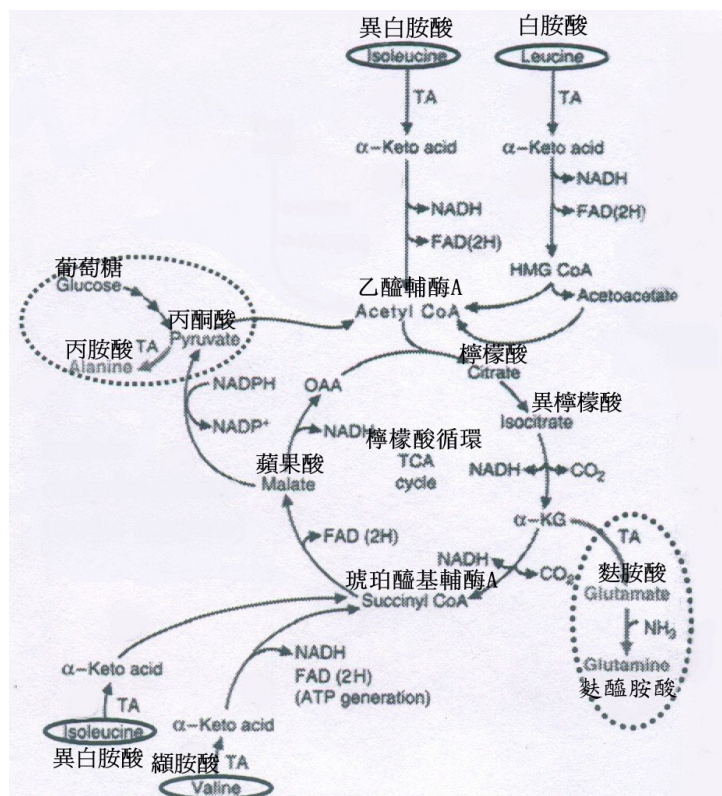 異白胺酸
Isoleucine
白胺酸
Leucine
TA
TA
α-Keto acid
α-Keto acid
NADH
FAD(2H)
NADH
FAD(2H)
HMG CoA
Acetoacetate
葡萄糖
Glucose
乙醯輔酶A
Acetyl CoA
丙酮酸
Pyruvate
丙胺酸
TA
Alanine
檸檬酸
Citrate
NADPH
NADP+
OAA
NADH
異檸檬酸
Isocitrate
檸檬酸循環
TCA
cycle
蘋果酸
Malate
NADH
CO2
α-KG
TA
FAD (2H)
NADH
CO2
琥珀醯基輔酶A
Succinyl CoA
麩胺酸
Glutamate
NH3
Glutamine
麩醯胺酸
α-Keto acid
NADH
FAD (2H)
(ATP generation)
TA
Isoleucine
異白胺酸
α-Keto acid
纈胺酸
TA
Valine